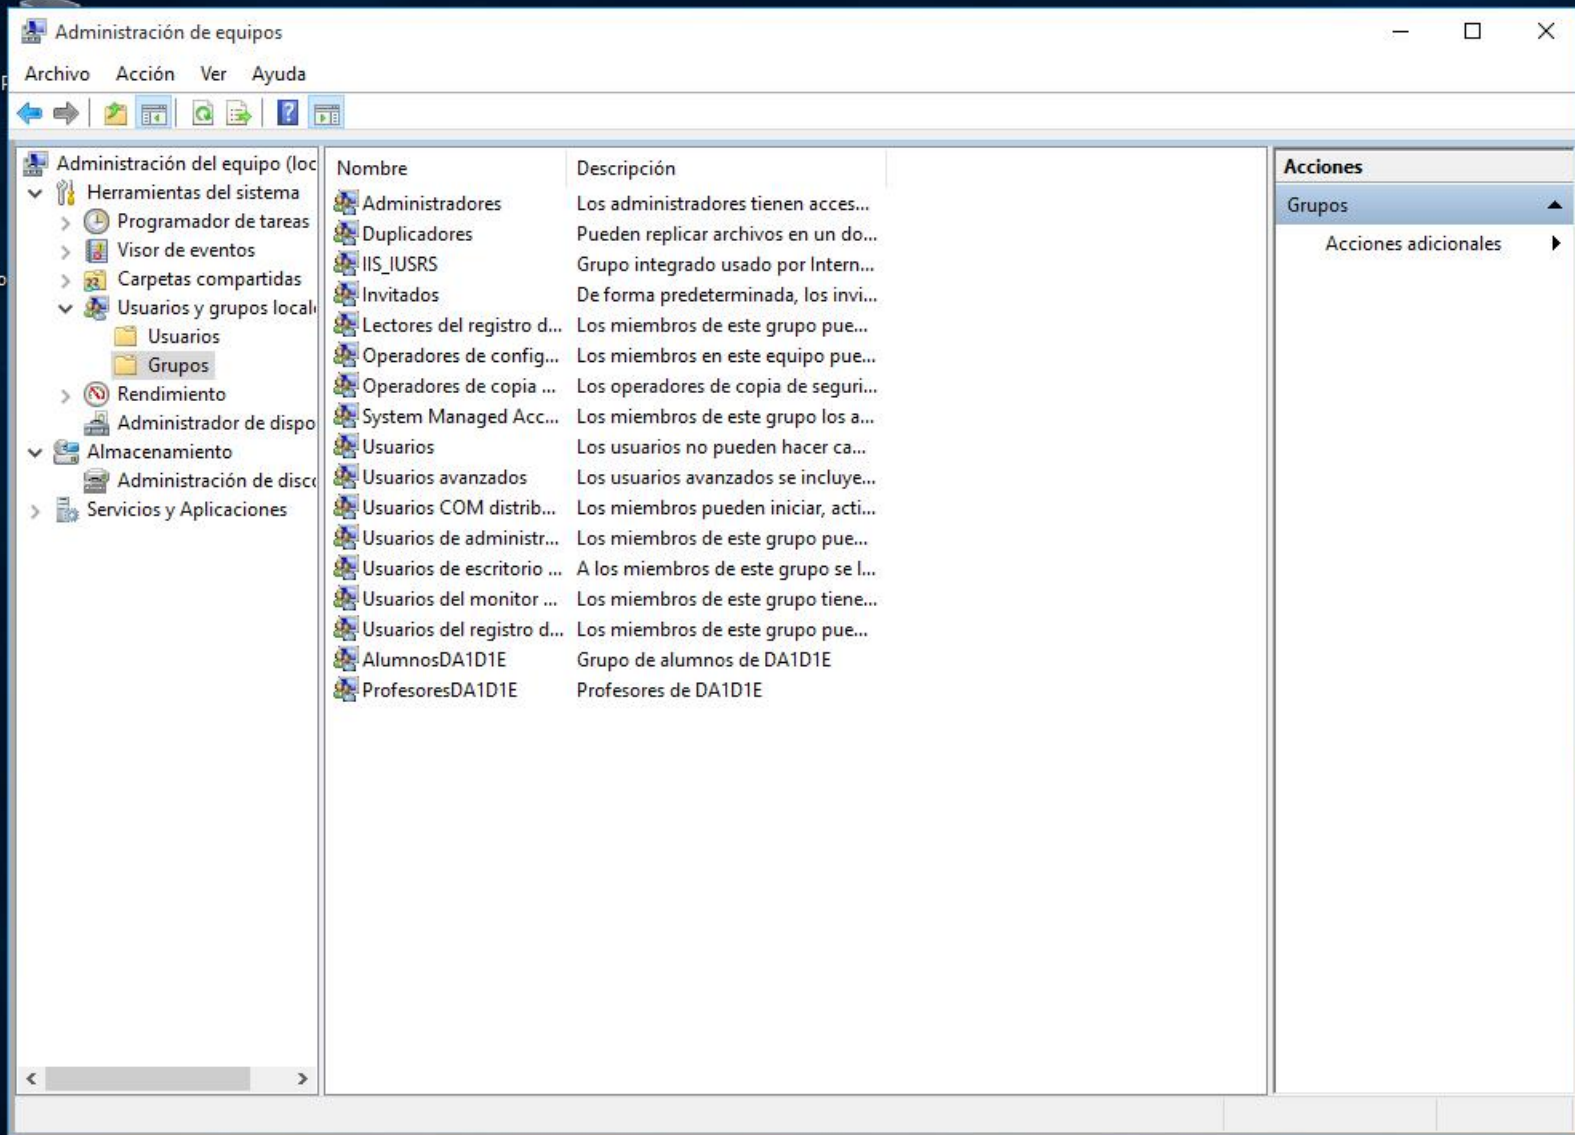 Administración de equipos
Archivo Acción Ver Ayuda
Administración del equipo (loc
Herramientas del sistema
Programador de tareas
Visor de eventos
Carpetas compartidas
Usuarios y grupos local
Usuarios
Grupos
Rendimiento
Administrador de dispo
Almacenamiento
Administración de disc
Servicios y Aplicaciones
Nombre Descripción
Administradores Los administradores tienen acces...
Duplicadores Pueden replicar archivos en un do...
IIS_IUSRS Grupo integrado usado por Intern...
Invitados De forma predeterminada, los invi...
Lectores del registro d... Los miembros de este grupo pue...
Operadores de config... Los miembros en este equipo pue...
Operadores de copia ... Los operadores de copia de seguri...
System Managed Acc... Los miembros de este grupo los a...
Usuarios Los usuarios no pueden hacer ca...
Usuarios avanzados Los usuarios avanzados se incluye...
Usuarios COM distrib... Los miembros pueden iniciar, acti...
Usuarios de administr... Los miembros de este grupo pue...
Usuarios de escritorio ... A los miembros de este grupo se l...
Usuarios del monitor ... Los miembros de este grupo tiene...
Usuarios del registro d... Los miembros de este grupo pue...
AlumnosDA1D1E Grupo de alumnos de DA1D1E
ProfesoresDA1D1E Profesores de DA1D1E
Acciones
Grupos
Acciones adicionales